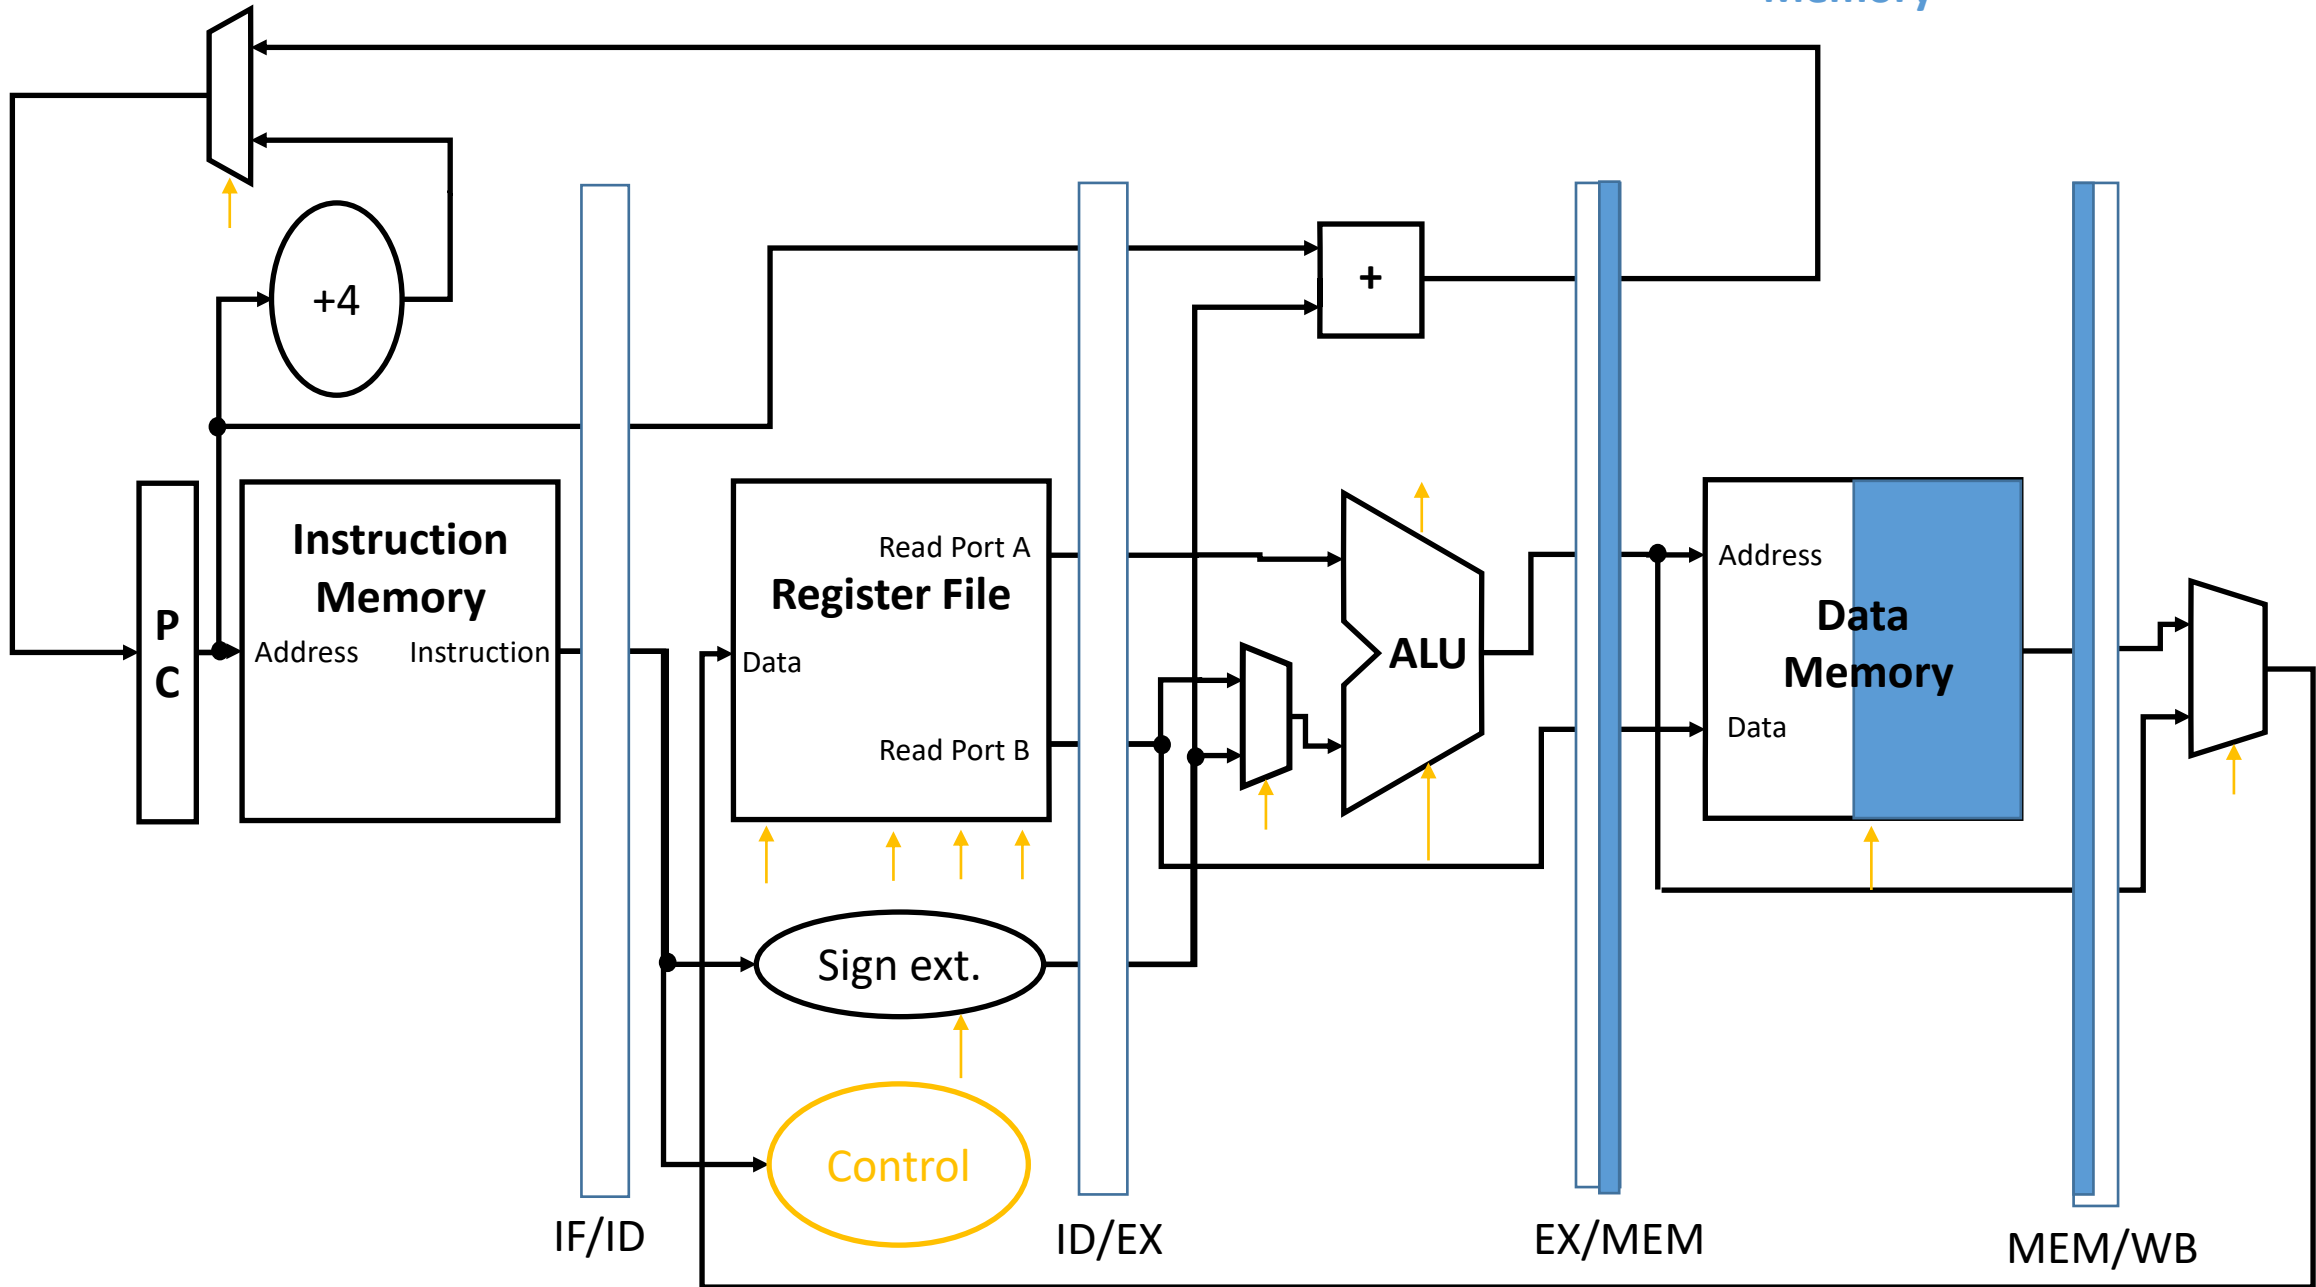 Memory
+4
+
Instruction
Memory
Address
Instruction
P
C
Read Port A
Register File
Data
Read Port B
ALU
Address
Data
Memory
Data
Sign ext.
Control
IF/ID
ID/EX
EX/MEM
MEM/WB